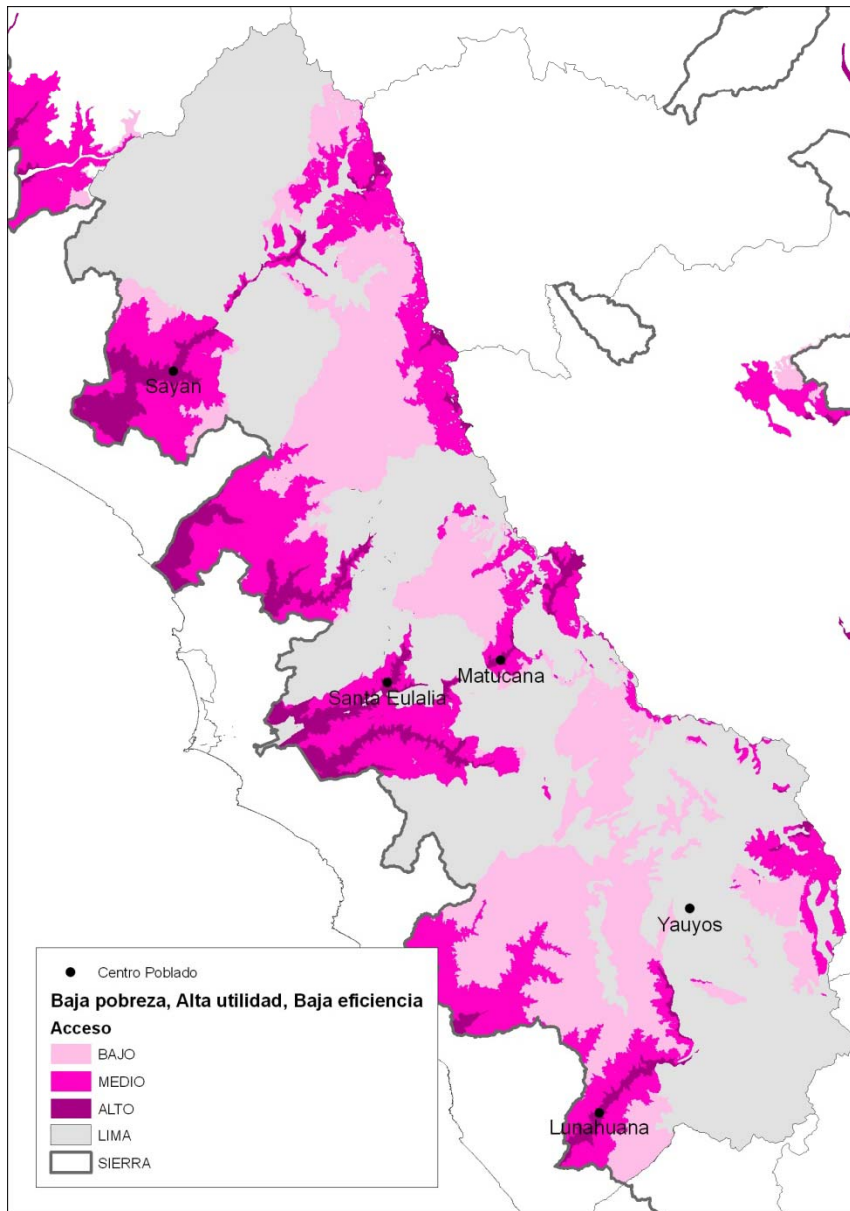 Sayan
Matucana
Santa Eulalia
Yauyos
Lunahuana
Centro Poblado
Baja pobreza, Alta utilidad, Baja eficiencia
Acceso
BAJO
MEDIO
ALTO
LIMA
SIERRA